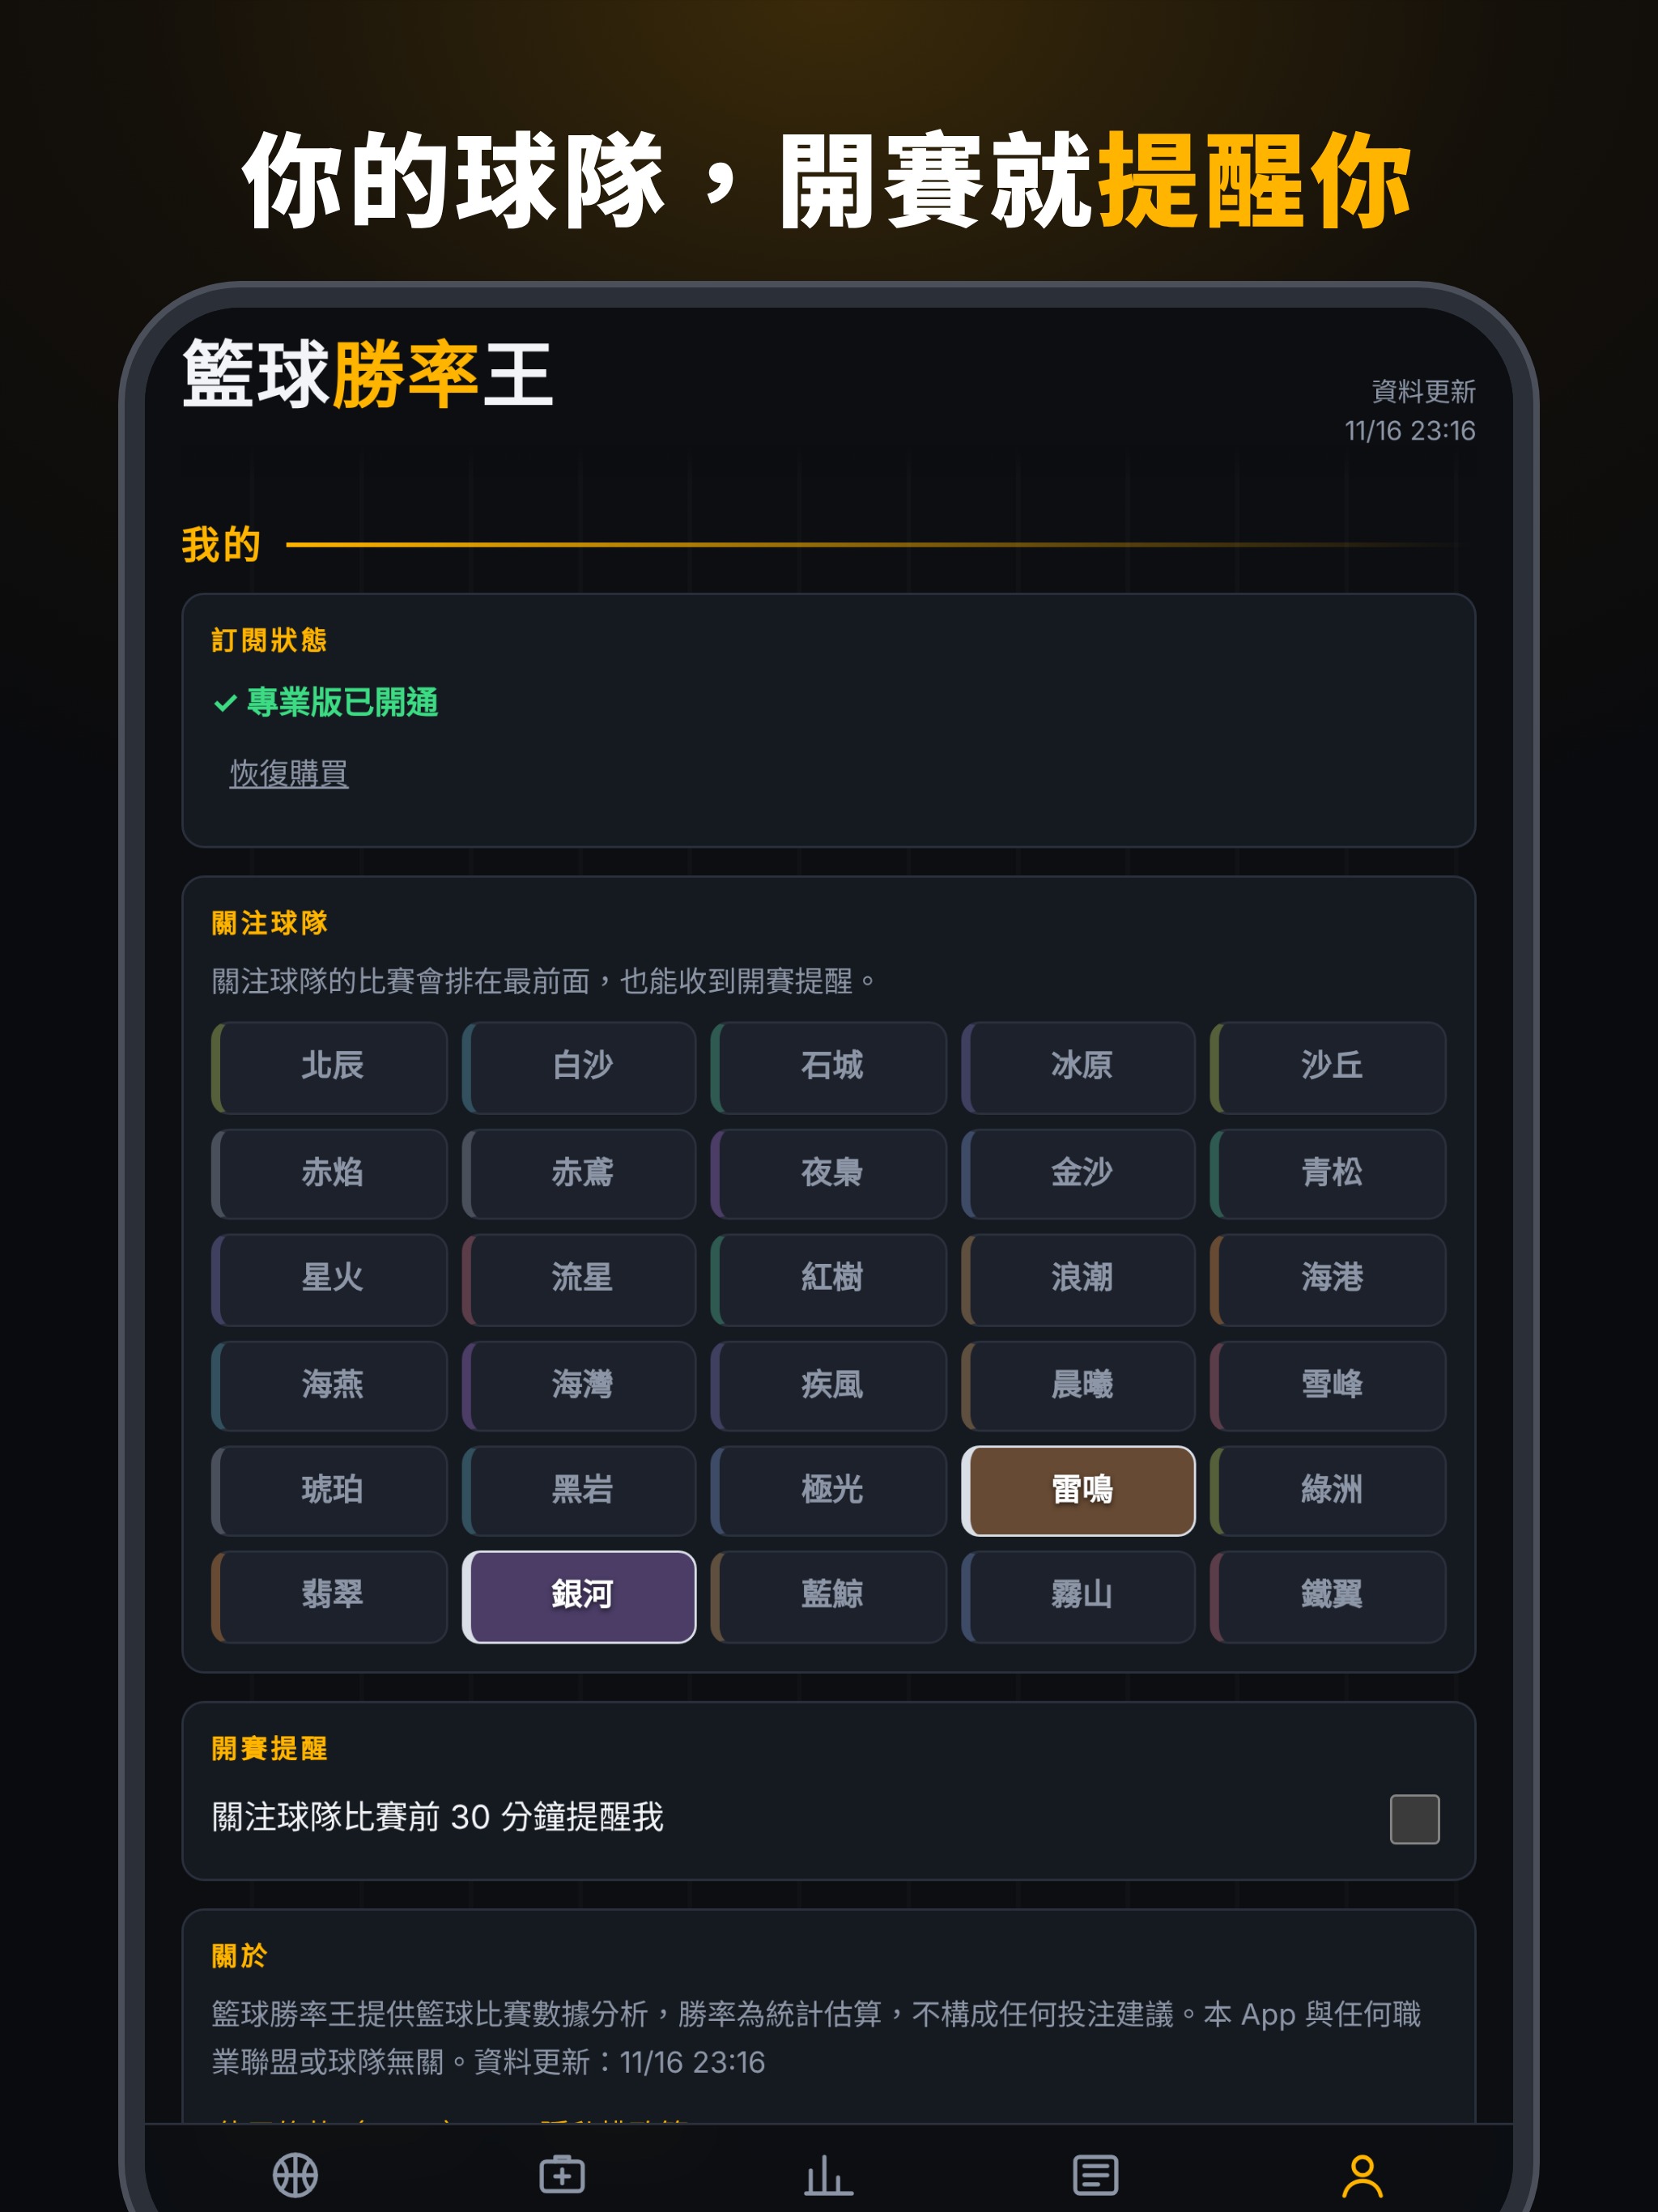 你的球隊，開賽就提醒你
籃球勝率王
資料更新
11/16 23:16
我的
訂閱狀態
✓ 專業版已開通
恢復購買
關注球隊
關注球隊的比賽會排在最前面，也能收到開賽提醒。
北辰 白沙 石城 冰原 沙丘
赤焰 赤鳶 夜梟 金沙 青松
星火 流星 紅樹 浪潮 海港
海燕 海灣 疾風 晨曦 雪峰
琥珀 黑岩 極光 雷鳴 綠洲
翡翠 銀河 藍鯨 霧山 鐵翼
開賽提醒
關注球隊比賽前 30 分鐘提醒我
關於
籃球勝率王提供籃球比賽數據分析，勝率為統計估算，不構成任何投注建議。本 App 與任何職
業聯盟或球隊無關。資料更新：11/16 23:16